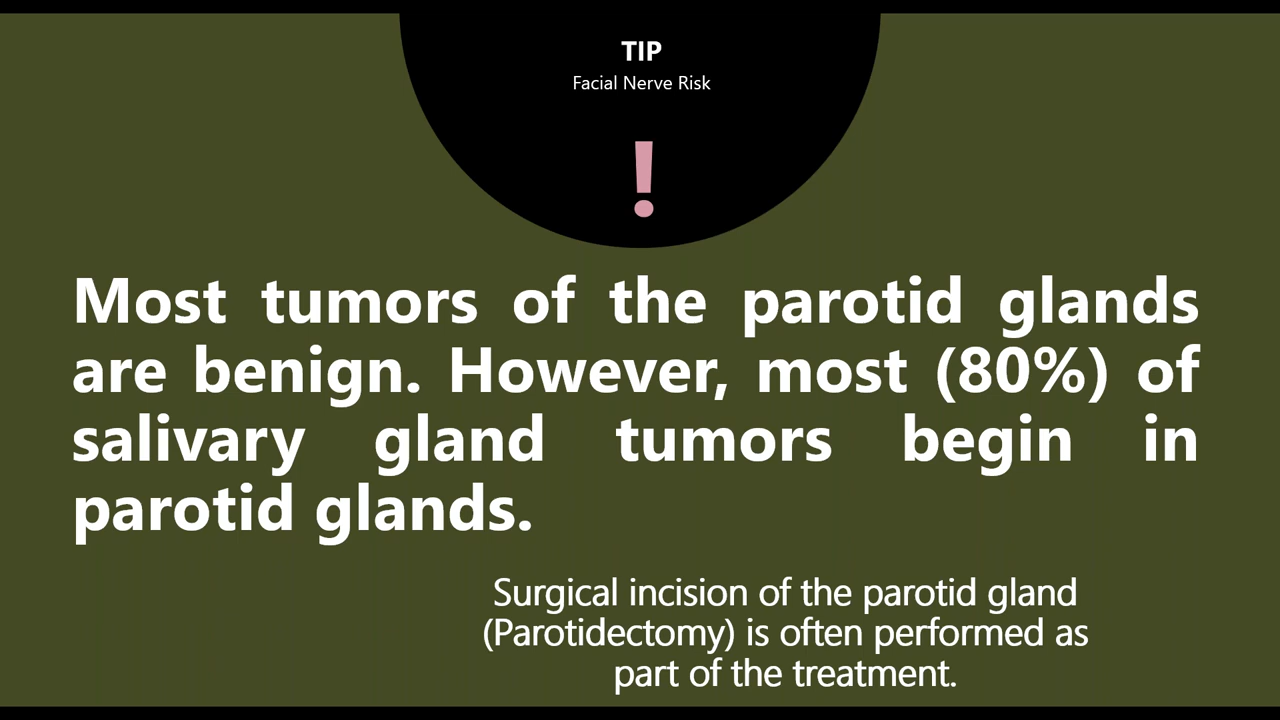 TIP
Facial Nerve Risk
!
Most tumors of the parotid glands
are benign. However, most (80%) of
salivary gland tumors begin in
parotid glands.
Surgical incision of the parotid gland
(Parotidectomy) is often performed as
part of the treatment.